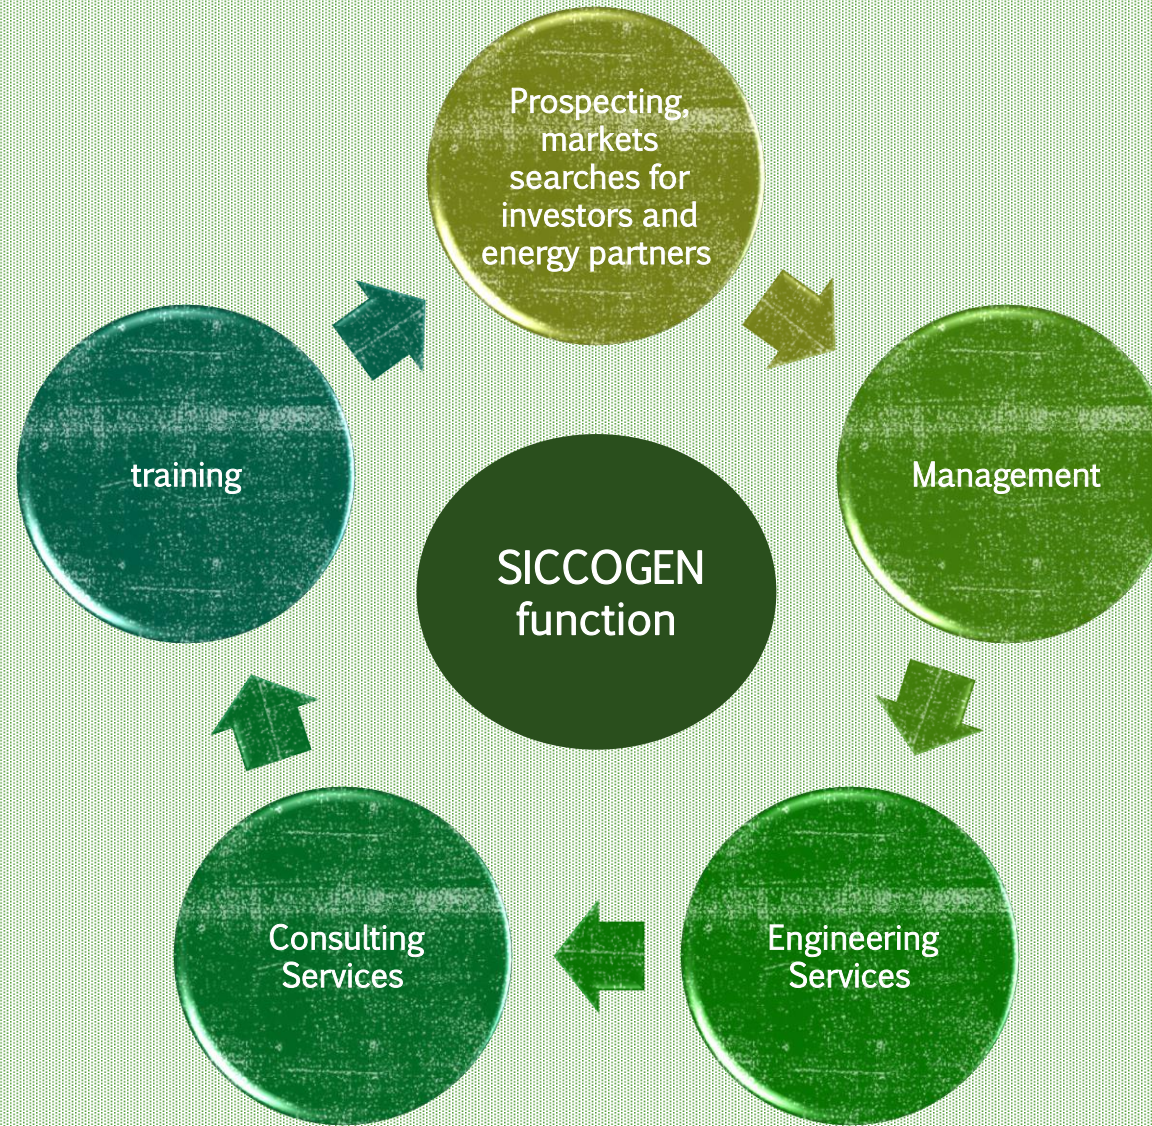 Prospecting,
markets
searches for
investors and
energy partners
training
Management
SICCOGEN
function
Consulting
Services
Engineering
Services